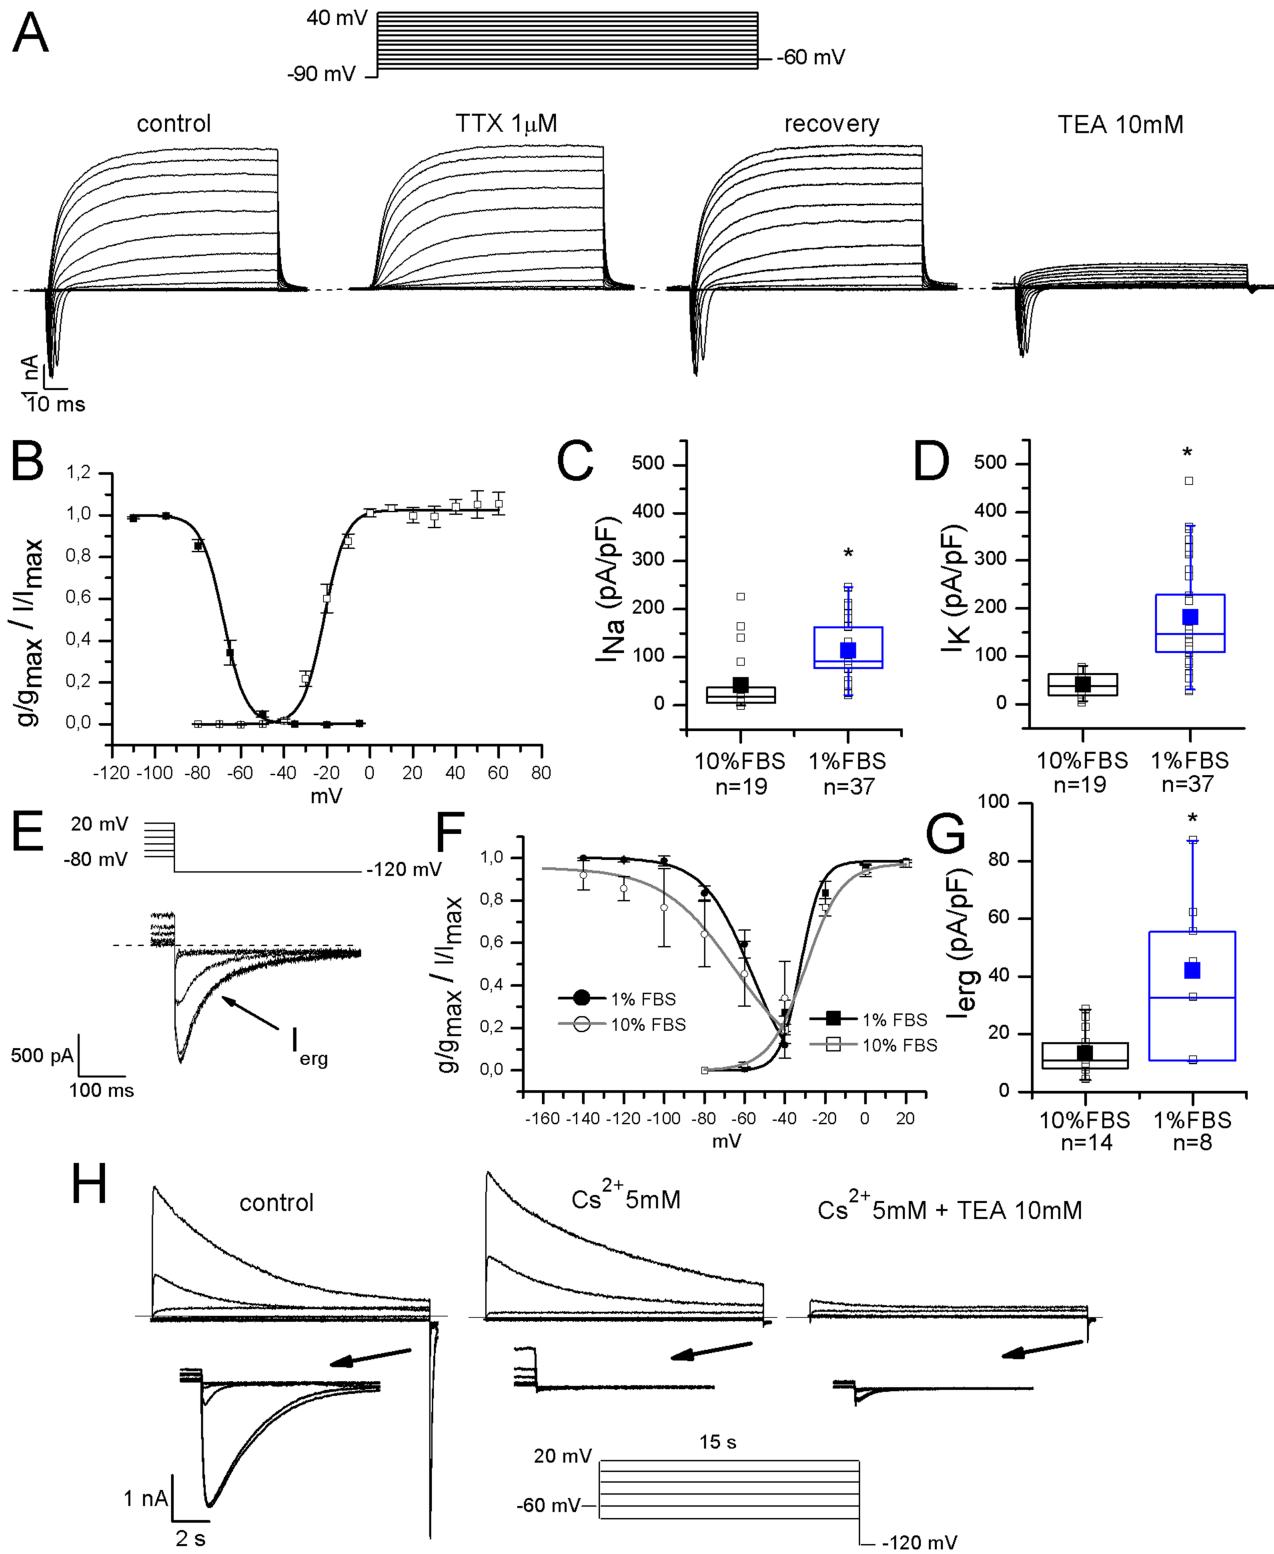 A
40 mV
-90 mV
-60 mV
control
TTX 1μM
recovery
TEA 10mM
1 nA
10 ms
B
g/gmax / I/Imax
1,2
1,0
0,8
0,6
0,4
0,2
0,0
-120 -100 -80 -60 -40 -20 0 20 40 60 80
mV
C
INa (pA/pF)
500
400
300
200
100
0
*
10%FBS 1%FBS
n=19 n=37
D
IK (pA/pF)
500
400
300
200
100
0
*
10%FBS 1%FBS
n=19 n=37
E
20 mV
-80 mV
-120 mV
Ierg
500 pA
100 ms
F
g/gmax / I/Imax
1,0
0,8
0,6
0,4
0,2
0,0
1% FBS
10% FBS
1% FBS
10% FBS
-160 -140 -120 -100 -80 -60 -40 -20 0 20
mV
G
Ierg (pA/pF)
100
80
60
40
20
0
*
10%FBS 1%FBS
n=14 n=8
H
control
Cs2+ 5mM
Cs2+ 5mM + TEA 10mM
1 nA
2 s
15 s
20 mV
-60 mV
-120 mV